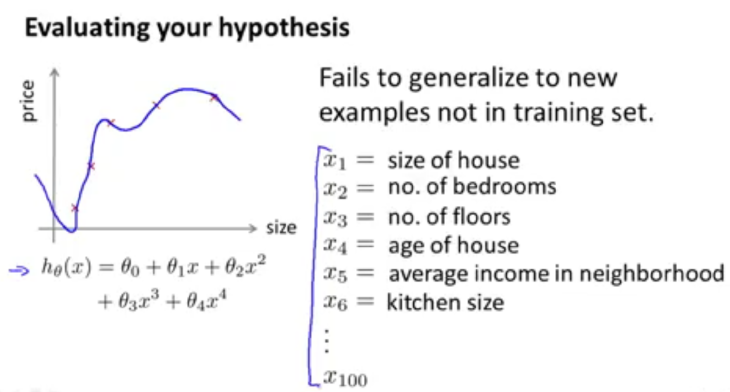 Evaluating your hypothesis
price
size
⇒ hθ(x) = θ₀ + θ₁x + θ₂x²
+ θ₃x³ + θ₄x⁴
Fails to generalize to new
examples not in training set.
x₁ = size of house
x₂ = no. of bedrooms
x₃ = no. of floors
x₄ = age of house
x₅ = average income in neighborhood
x₆ = kitchen size
⋮
x₁₀₀